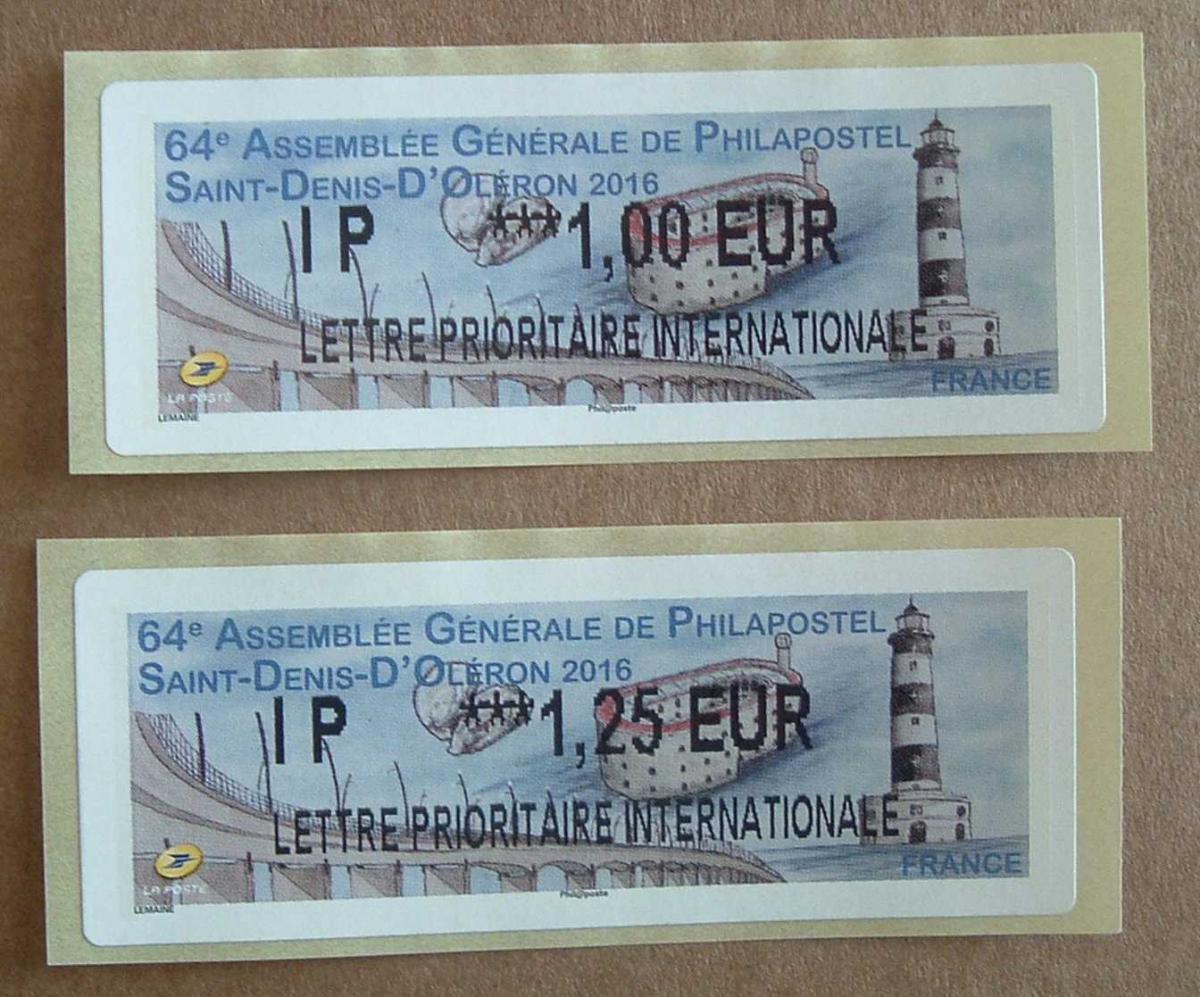 64e ASSEMBLÉE GÉNÉRALE DE PHILAPOSTEL
SAINT-DENIS-D'OLÉRON 2016
IP ***1,00 EUR
LETTRE PRIORITAIRE INTERNATIONALE
FRANCE
LA POSTE
LEMAINE
Phil@poste
64e ASSEMBLÉE GÉNÉRALE DE PHILAPOSTEL
SAINT-DENIS-D'OLÉRON 2016
IP ***1,25 EUR
LETTRE PRIORITAIRE INTERNATIONALE
FRANCE
LA POSTE
LEMAINE
Phil@poste